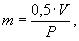 m = 0,5·V / P ,